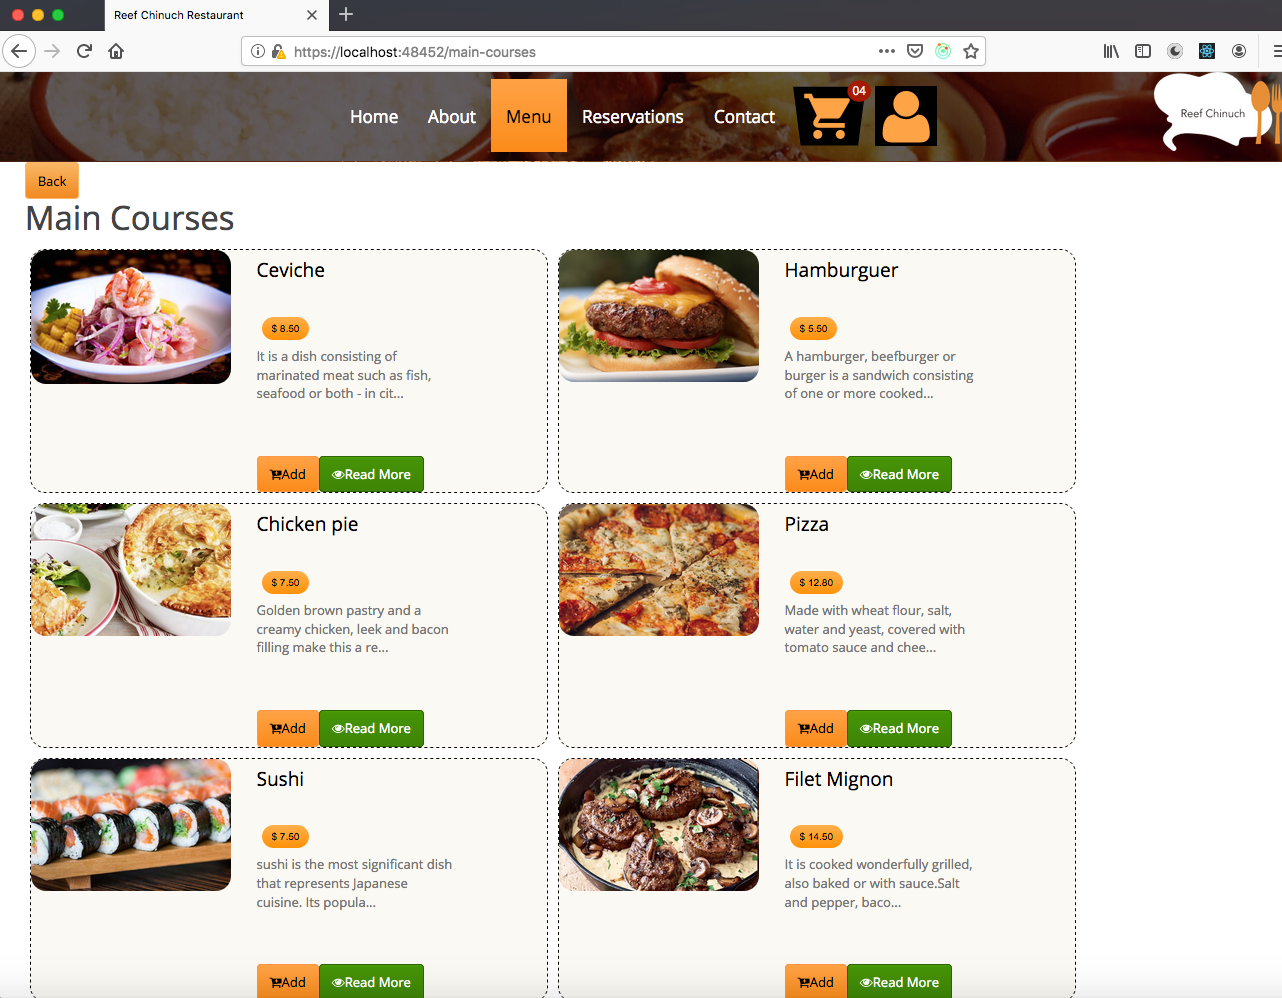 Reef Chinuch Restaurant
https://localhost:48452/main-courses
Home About Menu Reservations Contact 04
Reef Chinuch
Back
Main Courses
Ceviche
$ 8.50
It is a dish consisting of
marinated meat such as fish,
seafood or both - in cit...
Add Read More
Hamburguer
$ 5.50
A hamburger, beefburger or
burger is a sandwich consisting
of one or more cooked...
Add Read More
Chicken pie
$ 7.50
Golden brown pastry and a
creamy chicken, leek and bacon
filling make this a re...
Add Read More
Pizza
$ 12.80
Made with wheat flour, salt,
water and yeast, covered with
tomato sauce and chee...
Add Read More
Sushi
$ 7.50
sushi is the most significant dish
that represents Japanese
cuisine. Its popula...
Add Read More
Filet Mignon
$ 14.50
It is cooked wonderfully grilled,
also baked or with sauce.Salt
and pepper, baco...
Add Read More